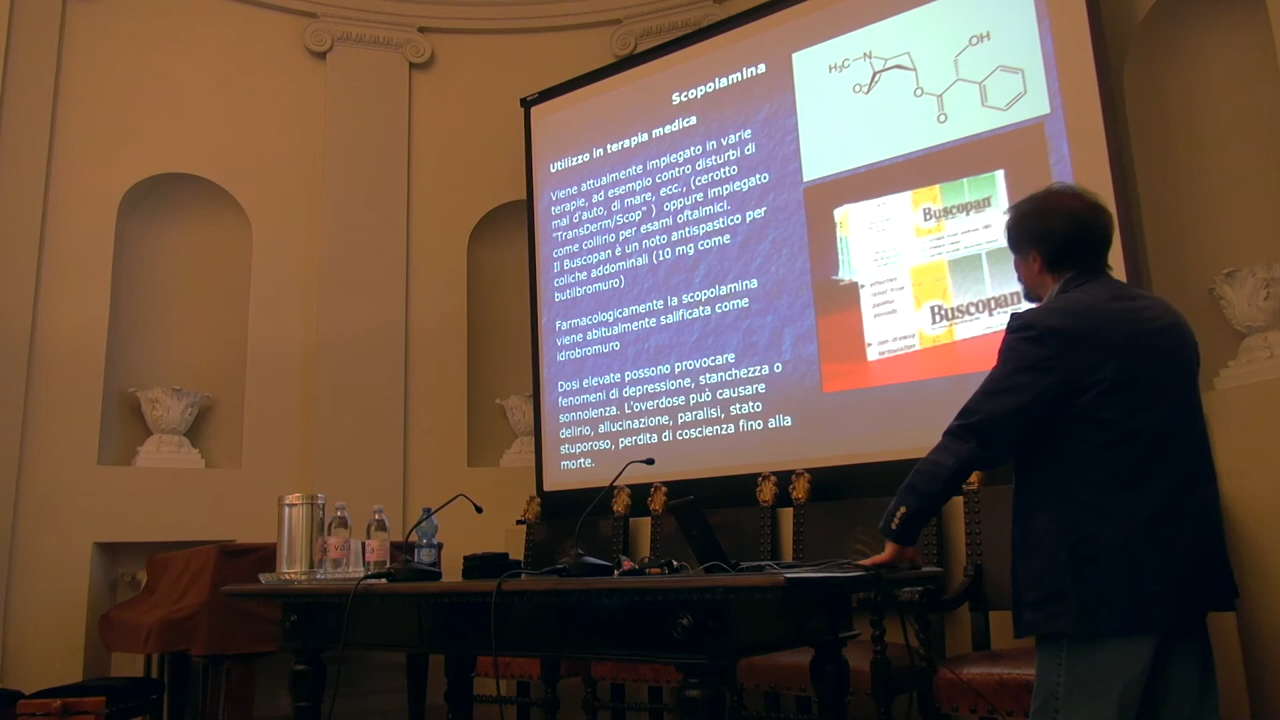 Scopolamina
Utilizzo in terapia medica
Viene attualmente impiegato in varie
terapie, ad esempio contro disturbi di
mal d'auto, di mare, ecc., (cerotto
"TransDerm/Scop" ) oppure impiegato
come collirio per esami oftalmici.
Il Buscopan è un noto antispastico per
coliche addominali (10 mg come
butilbromuro)
Farmacologicamente la scopolamina
viene abitualmente salificata come
idrobromuro
Dosi elevate possono provocare
fenomeni di depressione, stanchezza o
sonnolenza. L'overdose può causare
delirio, allucinazione, paralisi, stato
stuporoso, perdita di coscienza fino alla
morte.
H₃C
N
OH
O
O
O
Buscopan
Buscopan